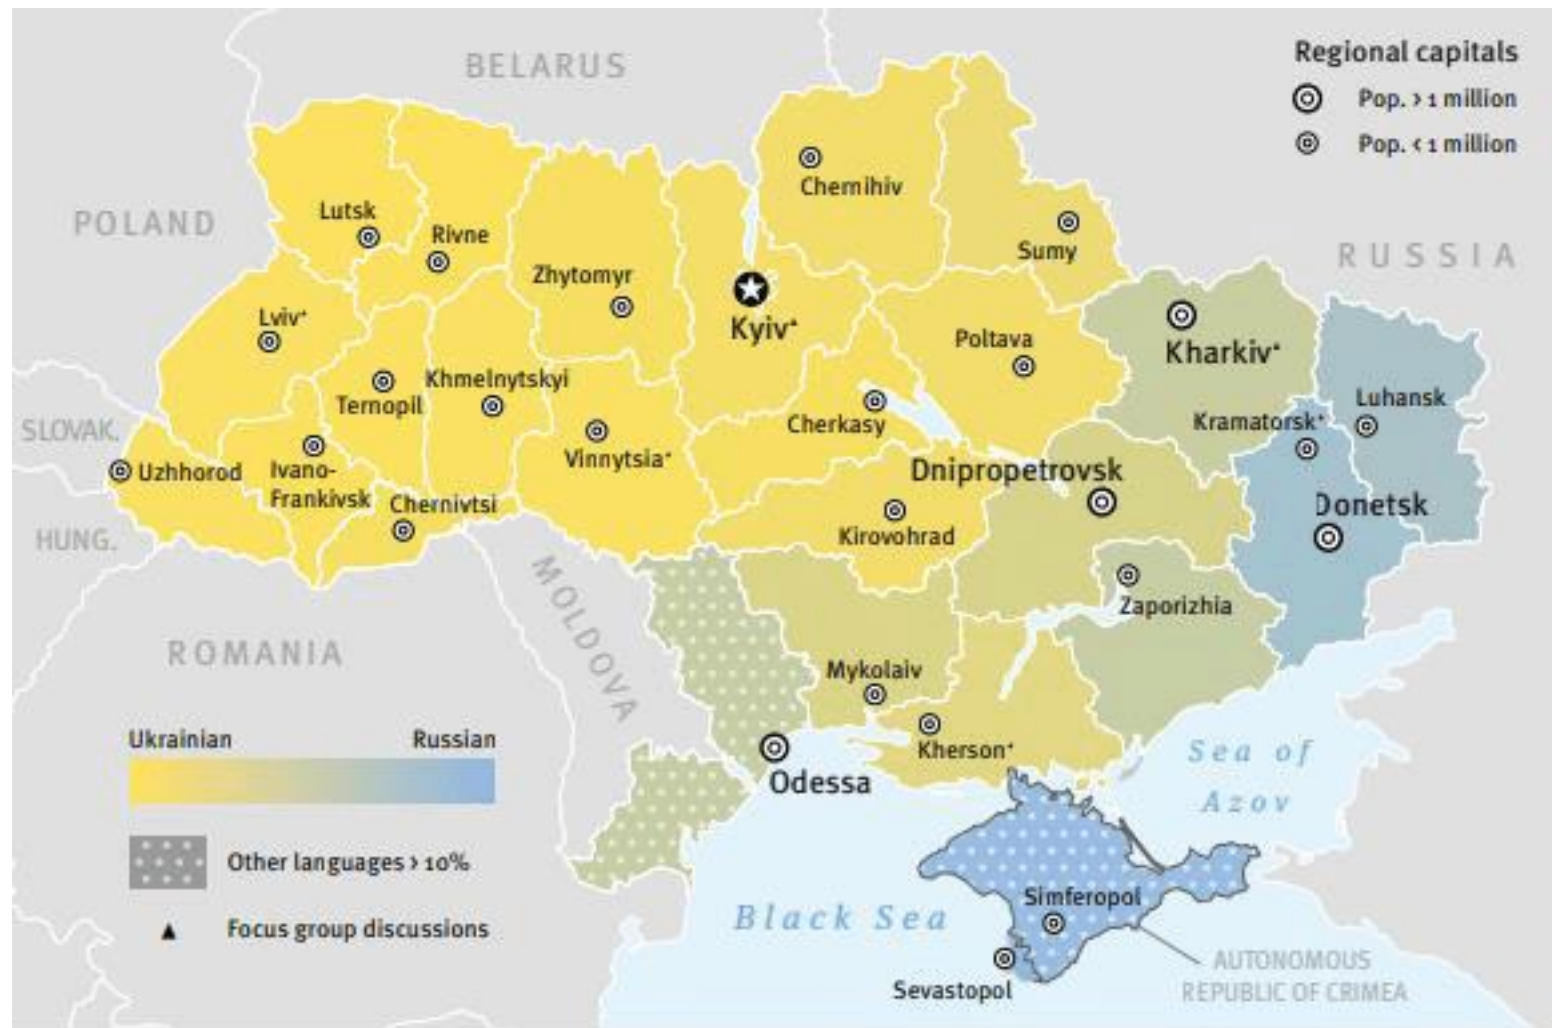 BELARUS
Regional capitals
Pop. > 1 million
Pop. < 1 million
Chernihiv
POLAND
Lutsk
Rivne
Sumy
RUSSIA
Zhytomyr
Lviv▴
Kyiv▴
Poltava
Kharkiv▴
Khmelnytskyi
Ternopil
Luhansk
Kramatorsk▴
Cherkasy
SLOVAK.
Vinnytsia▴
Uzhhorod
Ivano-
Frankivsk
Dnipropetrovsk
Chernivtsi
Donetsk
HUNG.
Kirovohrad
MOLDOVA
Zaporizhia
ROMANIA
Mykolaiv
Ukrainian
Russian
Kherson▴
Sea of
Azov
Odessa
Other languages > 10%
Simferopol
Black Sea
▲ Focus group discussions
AUTONOMOUS
REPUBLIC OF CRIMEA
Sevastopol